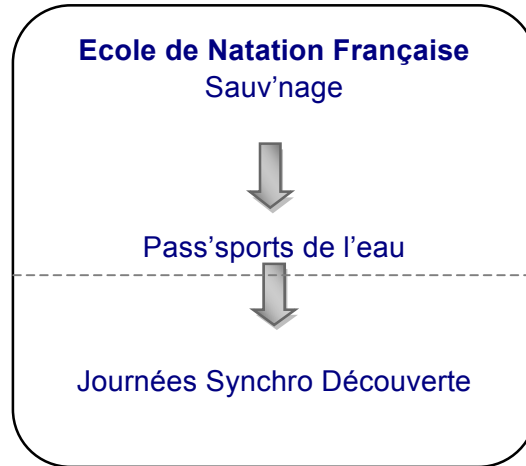 Ecole de Natation Française
Sauv’nage
Pass’sports de l’eau
Journées Synchro Découverte